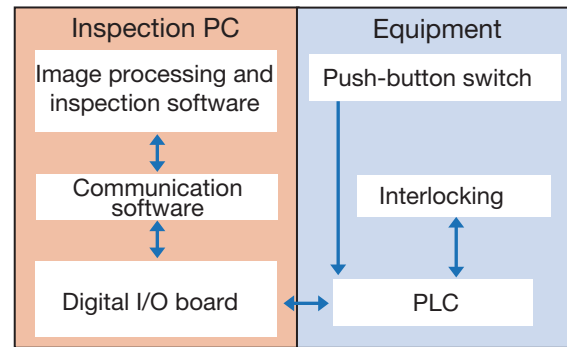 Inspection PC
Image processing and
inspection software
Communication
software
Digital I/O board
Equipment
Push-button switch
Interlocking
PLC